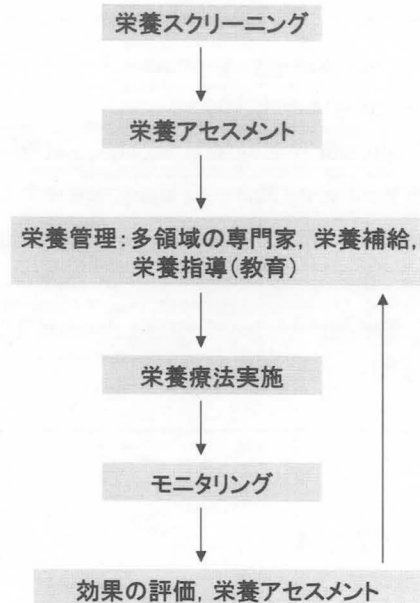 栄養スクリーニング
栄養アセスメント
栄養管理:多領域の専門家,栄養補給,
栄養指導(教育)
栄養療法実施
モニタリング
効果の評価,栄養アセスメント